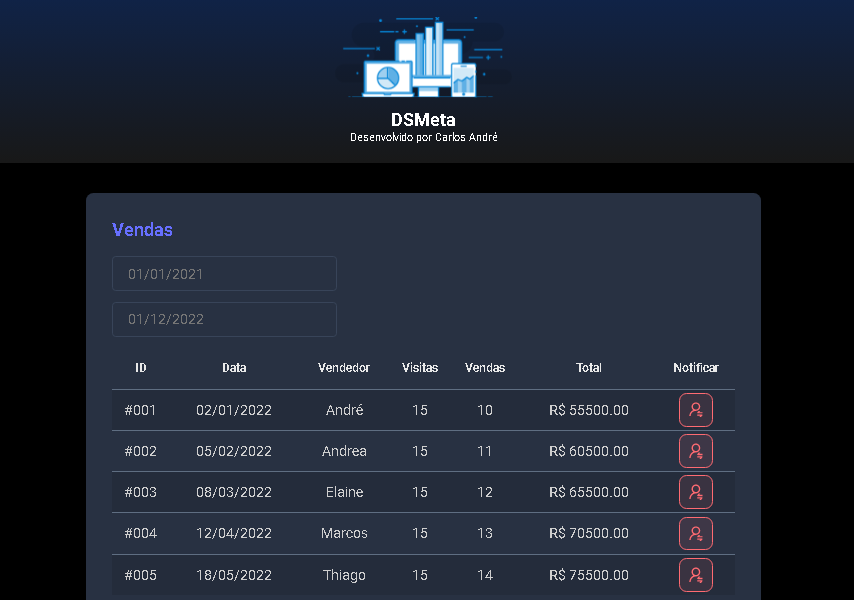 DSMeta
Desenvolvido por Carlos André
Vendas
01/01/2021
01/12/2022
ID Data Vendedor Visitas Vendas Total Notificar
#001 02/01/2022 André 15 10 R$ 55500.00
#002 05/02/2022 Andrea 15 11 R$ 60500.00
#003 08/03/2022 Elaine 15 12 R$ 65500.00
#004 12/04/2022 Marcos 15 13 R$ 70500.00
#005 18/05/2022 Thiago 15 14 R$ 75500.00